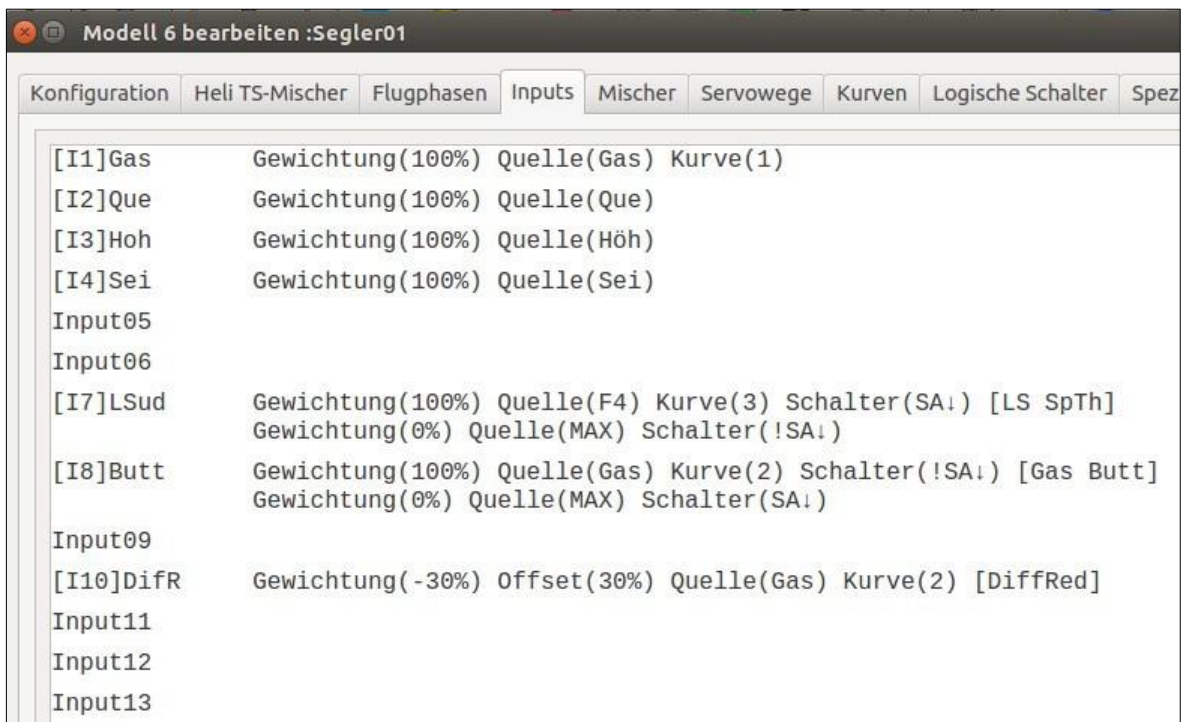 Modell 6 bearbeiten :Segler01
Konfiguration Heli TS-Mischer Flugphasen Inputs Mischer Servowege Kurven Logische Schalter Spez
[I1]Gas Gewichtung(100%) Quelle(Gas) Kurve(1)
[I2]Que Gewichtung(100%) Quelle(Que)
[I3]Hoh Gewichtung(100%) Quelle(Höh)
[I4]Sei Gewichtung(100%) Quelle(Sei)
Input05
Input06
[I7]LSud Gewichtung(100%) Quelle(F4) Kurve(3) Schalter(SA↓) [LS SpTh]
Gewichtung(0%) Quelle(MAX) Schalter(!SA↓)
[I8]Butt Gewichtung(100%) Quelle(Gas) Kurve(2) Schalter(!SA↓) [Gas Butt]
Gewichtung(0%) Quelle(MAX) Schalter(SA↓)
Input09
[I10]DifR Gewichtung(-30%) Offset(30%) Quelle(Gas) Kurve(2) [DiffRed]
Input11
Input12
Input13